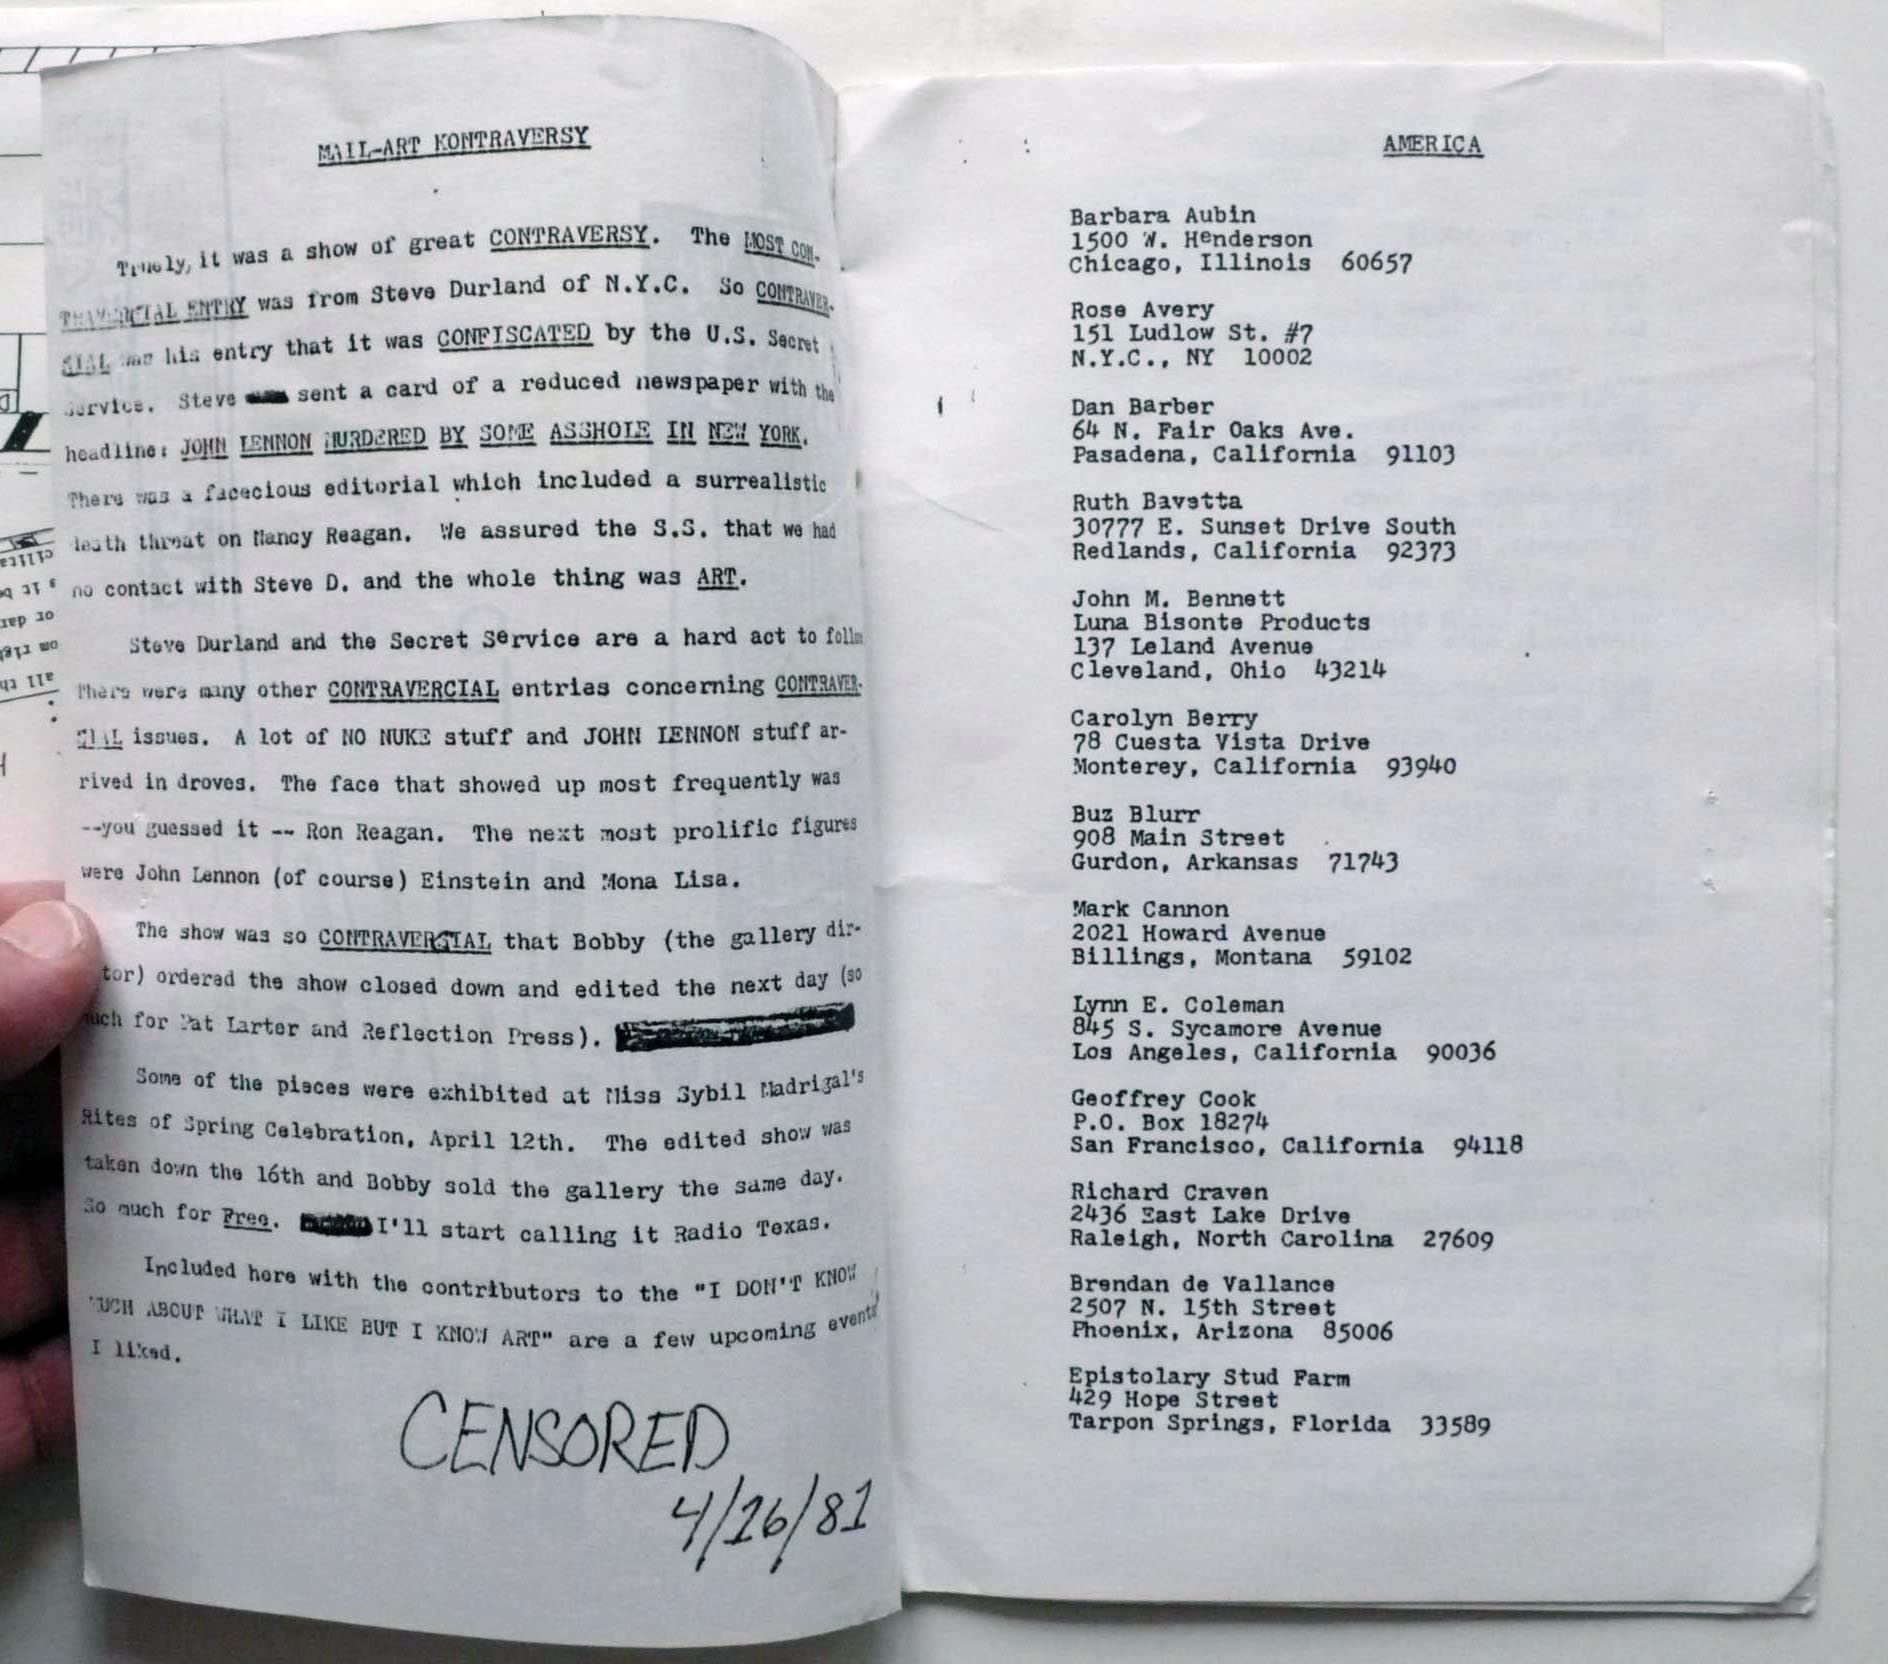 MAIL-ART KONTRAVERSY
Truely, it was a show of great CONTRAVERSY. The MOST CON-
TRAVERCIAL ENTRY was from Steve Durland of N.Y.C. So CONTRAVER-
SIAL was his entry that it was CONFISCATED by the U.S. Secret
Service. Steve sent a card of a reduced newspaper with the
headline: JOHN LENNON MURDERED BY SOME ASSHOLE IN NEW YORK.
There was a facecious editorial which included a surrealistic
death threat on Nancy Reagan. We assured the S.S. that we had
no contact with Steve D. and the whole thing was ART.
Steve Durland and the Secret Service are a hard act to
There were many other CONTRAVERCIAL entries concerning CONTRAVER-
SIAL issues. A lot of NO NUKE stuff and JOHN LENNON stuff ar-
rived in droves. The face that showed up most frequently was
--you guessed it -- Ron Reagan. The next most prolific figures
were John Lennon (of course) Einstein and Mona Lisa.
The show was so CONTRAVERSIAL that Bobby (the gallery dir-
tor) ordered the show closed down and edited the next day (so
much for Pat Larter and Reflection Press).
Some of the pieces were exhibited at Miss Sybil Madrigal's
Rites of Spring Celebration, April 12th. The edited show was
taken down the 16th and Bobby sold the gallery the same day.
So much for Free. I'll start calling it Radio Texas.
Included here with the contributors to the "I DON'T KNOW
MUCH ABOUT WHAT I LIKE BUT I KNOW ART" are a few upcoming events
I liked.
CENSORED
4/16/81
AMERICA
Barbara Aubin
1500 W. Henderson
Chicago, Illinois 60657
Rose Avery
151 Ludlow St. #7
N.Y.C., NY 10002
Dan Barber
64 N. Fair Oaks Ave.
Pasadena, California 91103
Ruth Bavetta
30777 E. Sunset Drive South
Redlands, California 92373
John M. Bennett
Luna Bisonte Products
137 Leland Avenue
Cleveland, Ohio 43214
Carolyn Berry
78 Cuesta Vista Drive
Monterey, California 93940
Buz Blurr
908 Main Street
Gurdon, Arkansas 71743
Mark Cannon
2021 Howard Avenue
Billings, Montana 59102
Lynn E. Coleman
845 S. Sycamore Avenue
Los Angeles, California 90036
Geoffrey Cook
P.O. Box 18274
San Francisco, California 94118
Richard Craven
2436 East Lake Drive
Raleigh, North Carolina 27609
Brendan de Vallance
2507 N. 15th Street
Phoenix, Arizona 85006
Epistolary Stud Farm
429 Hope Street
Tarpon Springs, Florida 33589